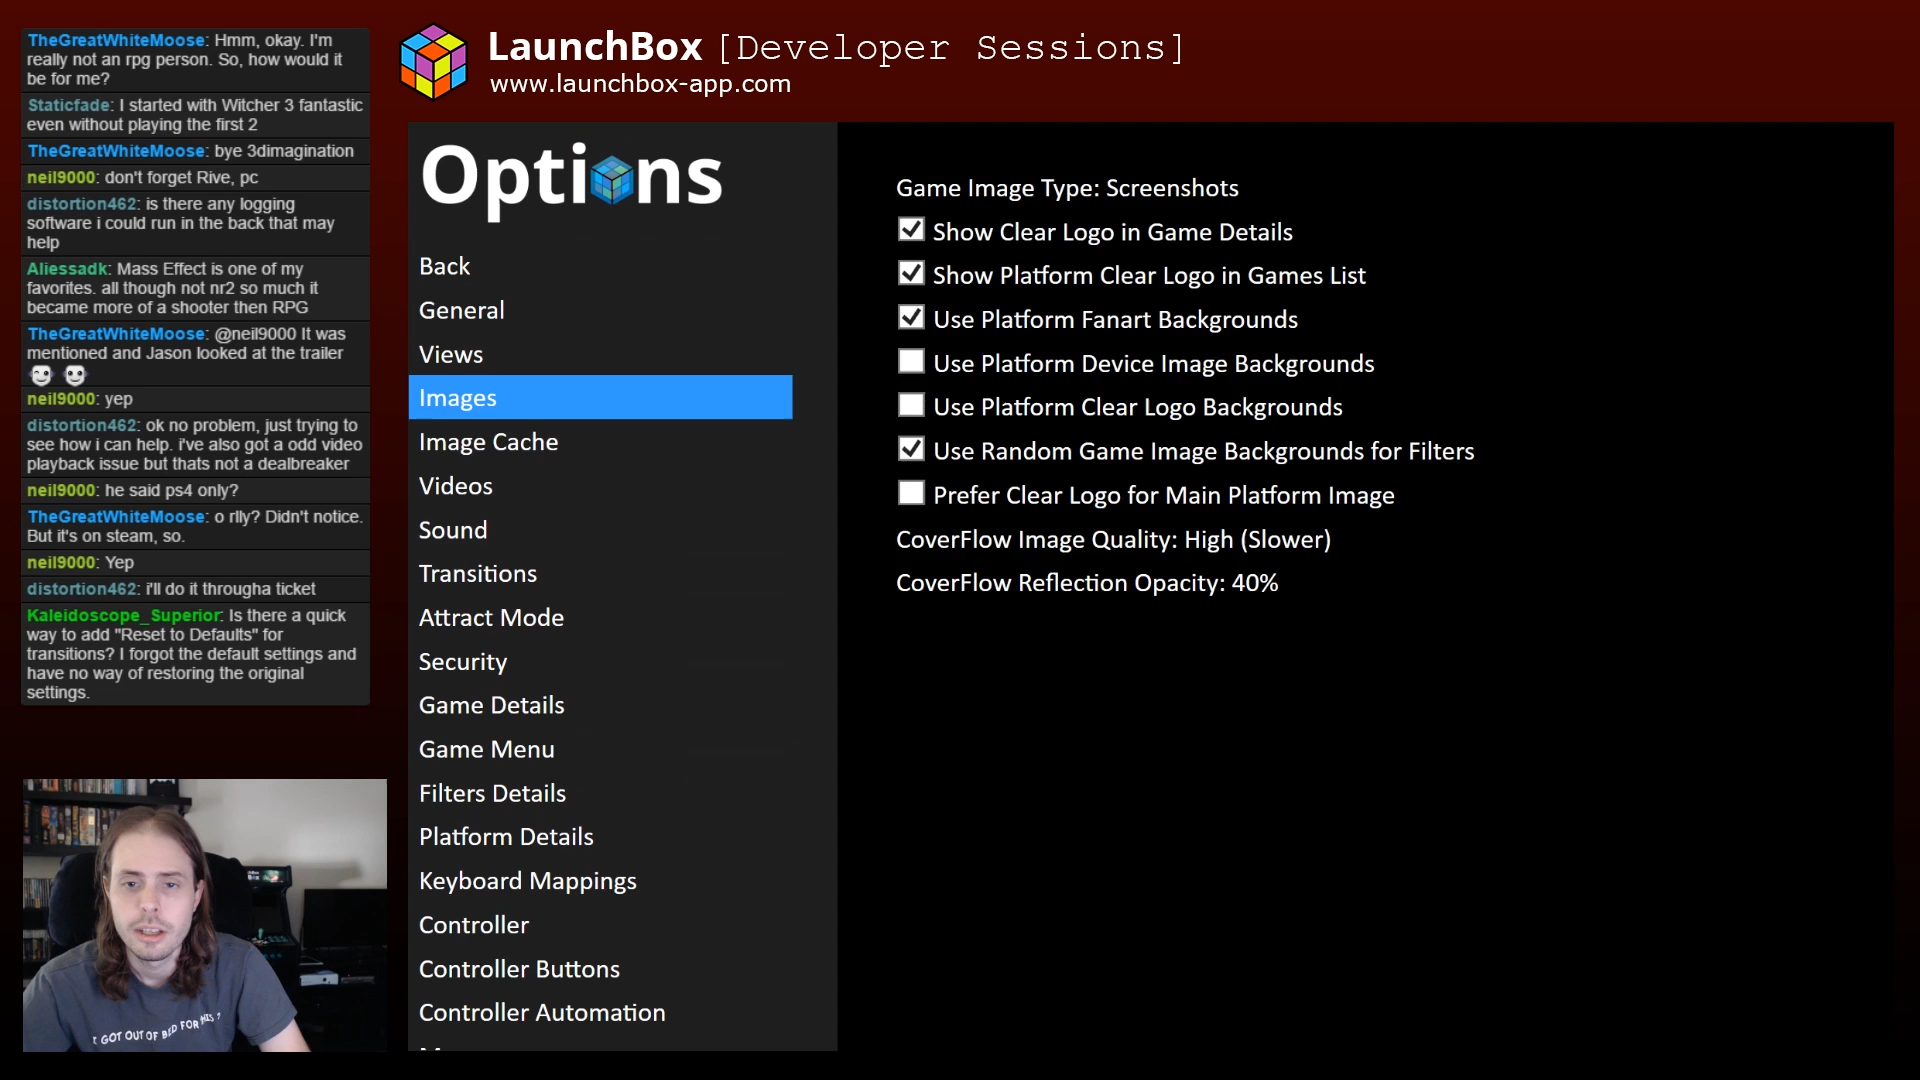 TheGreatWhiteMoose: Hmm, okay. I'm
really not an rpg person. So, how would it
be for me?
Staticfade: I started with Witcher 3 fantastic
even without playing the first 2
TheGreatWhiteMoose: bye 3dimagination
neil9000: don't forget Rive, pc
distortion462: is there any logging
software i could run in the back that may
help
Aliessadk: Mass Effect is one of my
favorites. all though not nr2 so much it
became more of a shooter then RPG
TheGreatWhiteMoose: @neil9000 It was
mentioned and Jason looked at the trailer
neil9000: yep
distortion462: ok no problem, just trying to
see how i can help. i've also got a odd video
playback issue but thats not a dealbreaker
neil9000: he said ps4 only?
TheGreatWhiteMoose: o rlly? Didn't notice.
But it's on steam, so.
neil9000: Yep
distortion462: i'll do it througha ticket
Kaleidoscope_Superior: Is there a quick
way to add "Reset to Defaults" for
transitions? I forgot the default settings and
have no way of restoring the original
settings.
LaunchBox [Developer Sessions]
www.launchbox-app.com
Options
Back
General
Views
Images
Image Cache
Videos
Sound
Transitions
Attract Mode
Security
Game Details
Game Menu
Filters Details
Platform Details
Keyboard Mappings
Controller
Controller Buttons
Controller Automation
Game Image Type: Screenshots
Show Clear Logo in Game Details
Show Platform Clear Logo in Games List
Use Platform Fanart Backgrounds
Use Platform Device Image Backgrounds
Use Platform Clear Logo Backgrounds
Use Random Game Image Backgrounds for Filters
Prefer Clear Logo for Main Platform Image
CoverFlow Image Quality: High (Slower)
CoverFlow Reflection Opacity: 40%
I GOT OUT OF BED FOR THIS ?